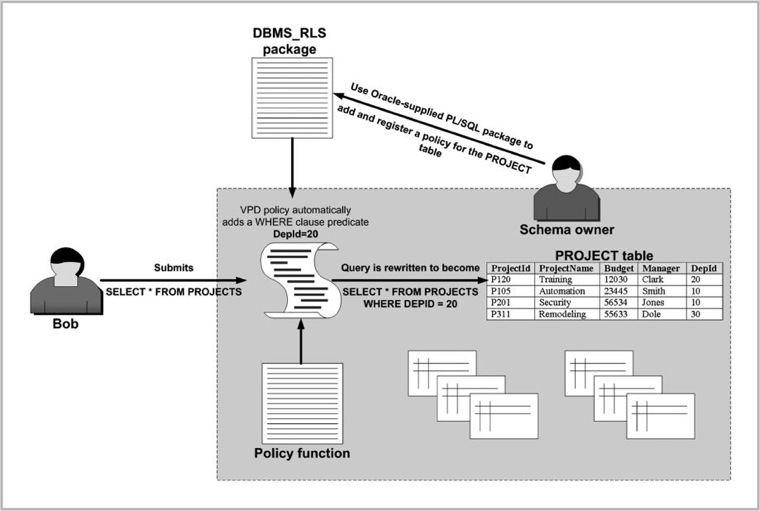 DBMS_RLS
package
Use Oracle-supplied PL/SQL package to
add and register a policy for the PROJECT
table
Schema owner
VPD policy automatically
adds a WHERE clause predicate
DepId=20
Bob
Submits
SELECT * FROM PROJECTS
Query is rewritten to become
SELECT * FROM PROJECTS
WHERE DEPID = 20
PROJECT table
ProjectId ProjectName Budget Manager DepId
P120 Training 12030 Clark 20
P105 Automation 23445 Smith 10
P201 Security 56534 Jones 10
P311 Remodeling 55633 Dole 30
Policy function